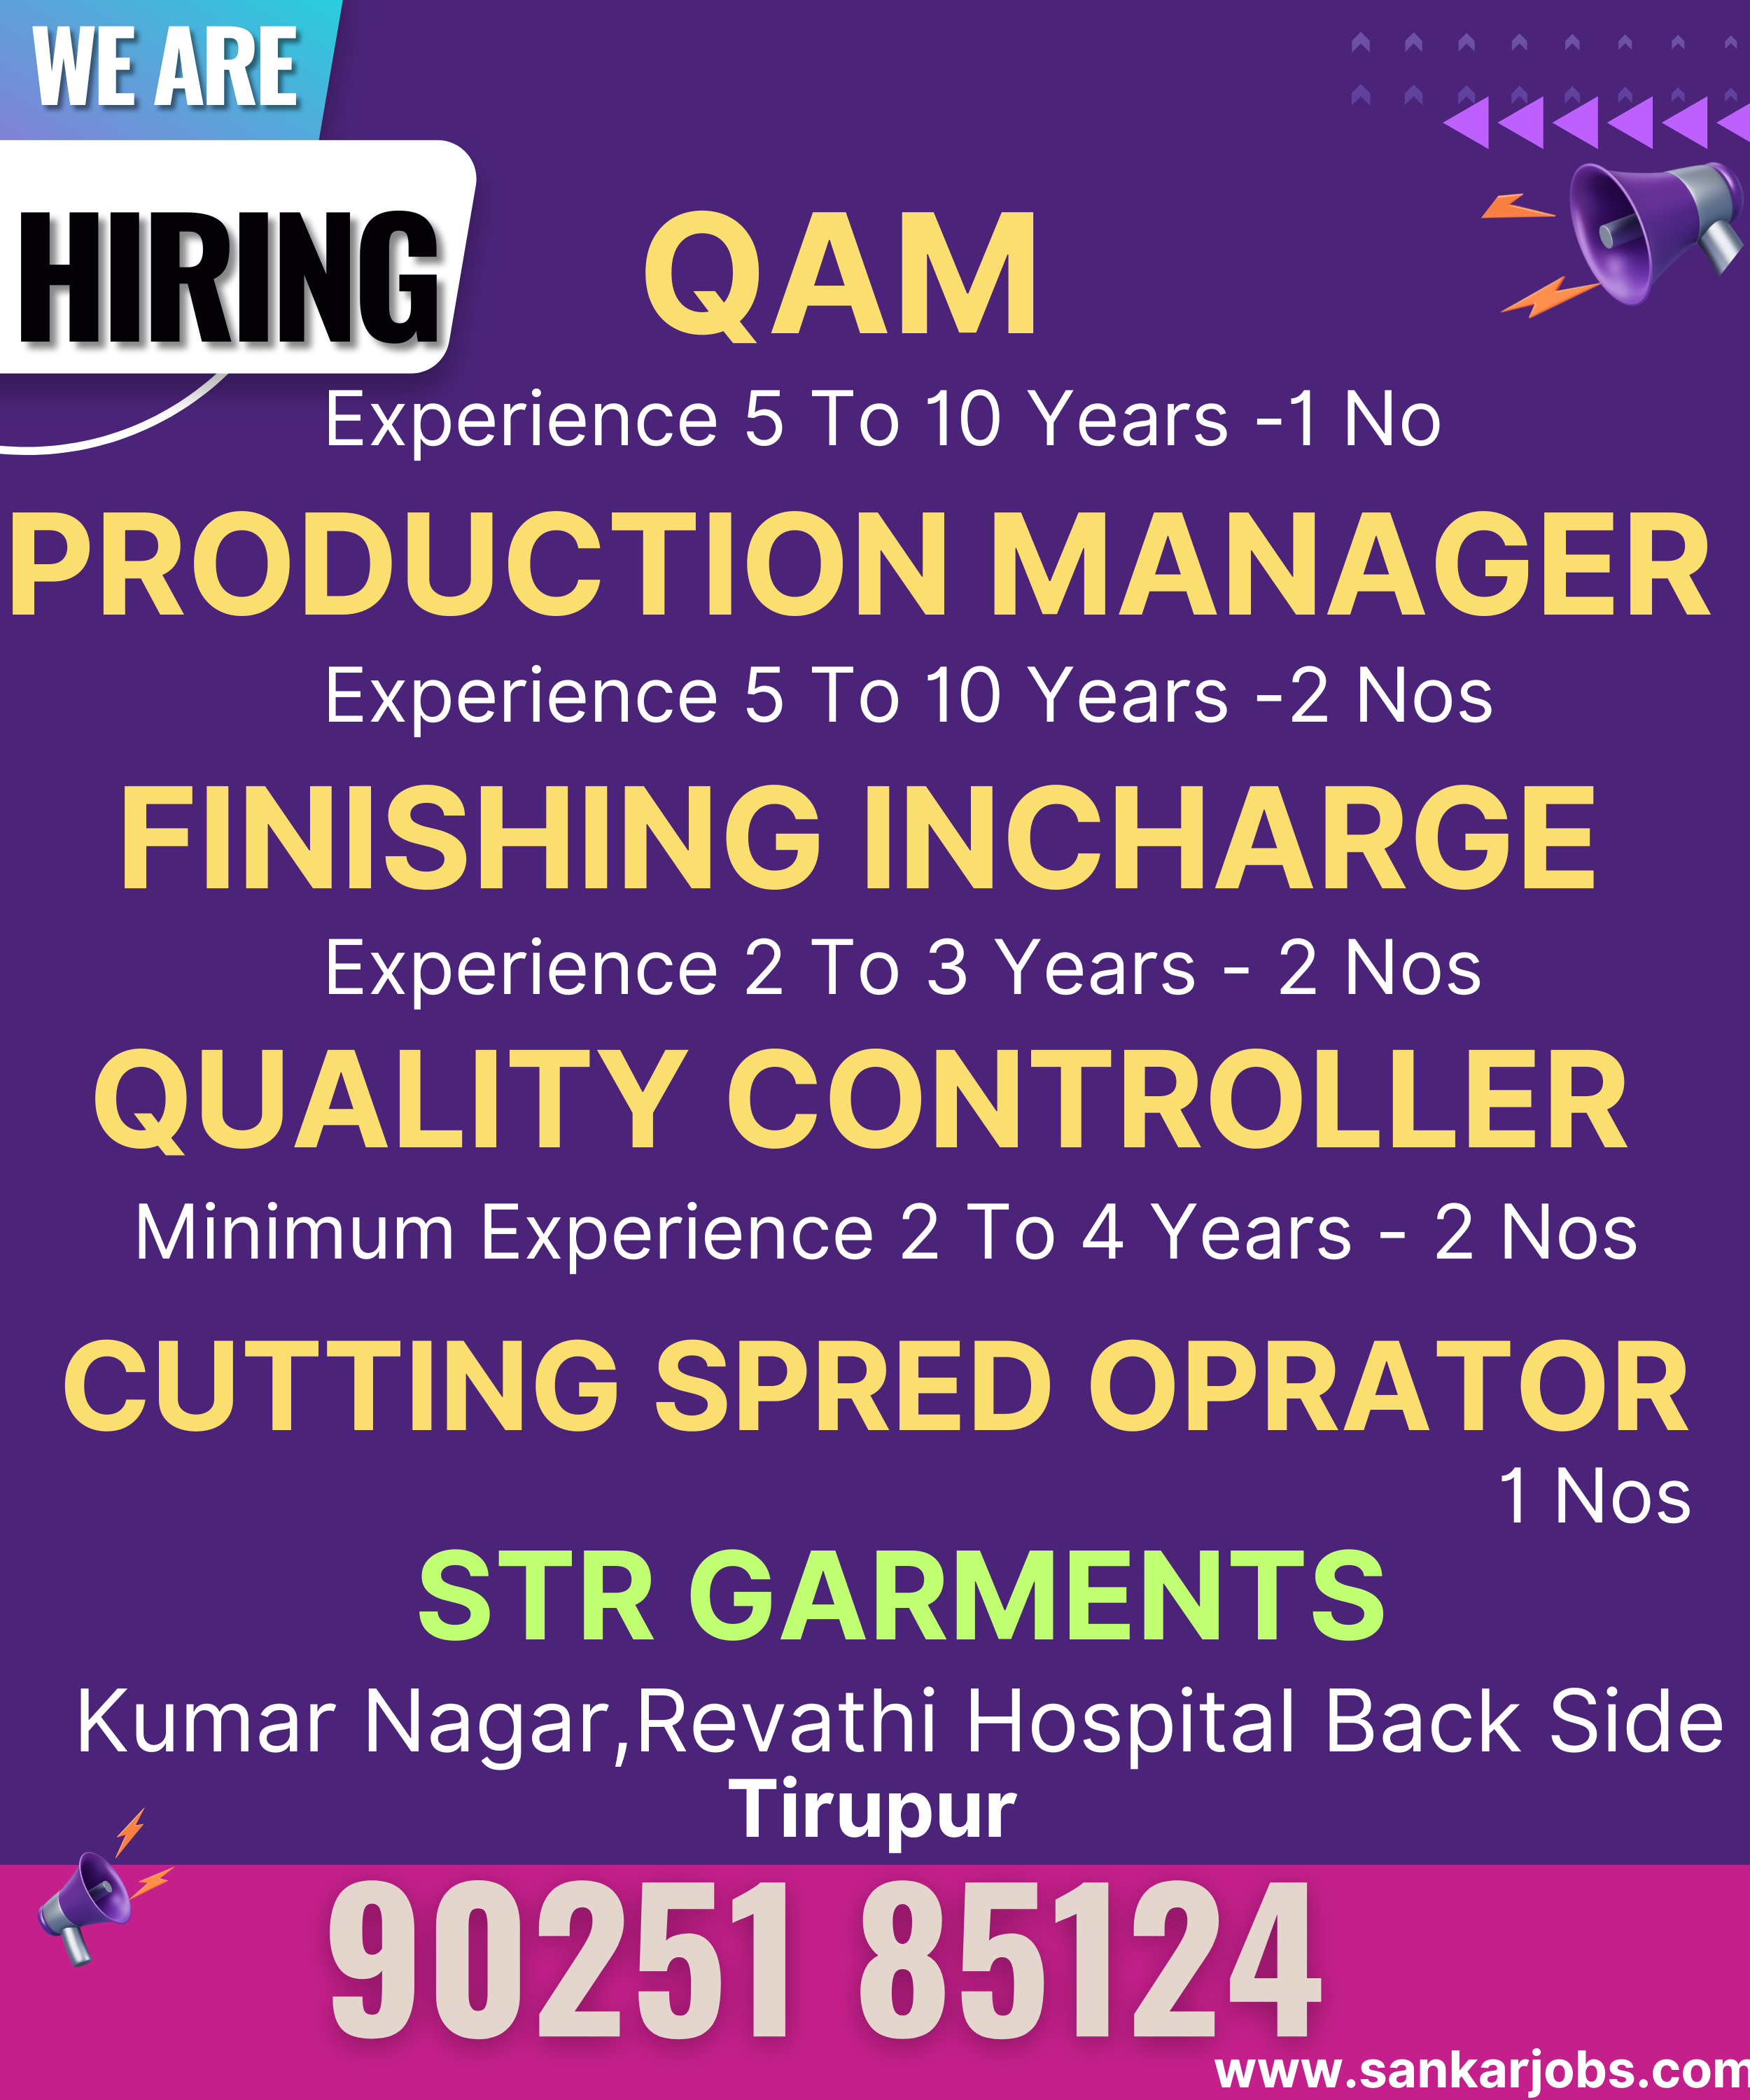 WE ARE
HIRING
QAM
Experience 5 To 10 Years -1 No
PRODUCTION MANAGER
Experience 5 To 10 Years -2 Nos
FINISHING INCHARGE
Experience 2 To 3 Years - 2 Nos
QUALITY CONTROLLER
Minimum Experience 2 To 4 Years - 2 Nos
CUTTING SPRED OPRATOR
1 Nos
STR GARMENTS
Kumar Nagar,Revathi Hospital Back Side
Tirupur
90251 85124
www.sankarjobs.com